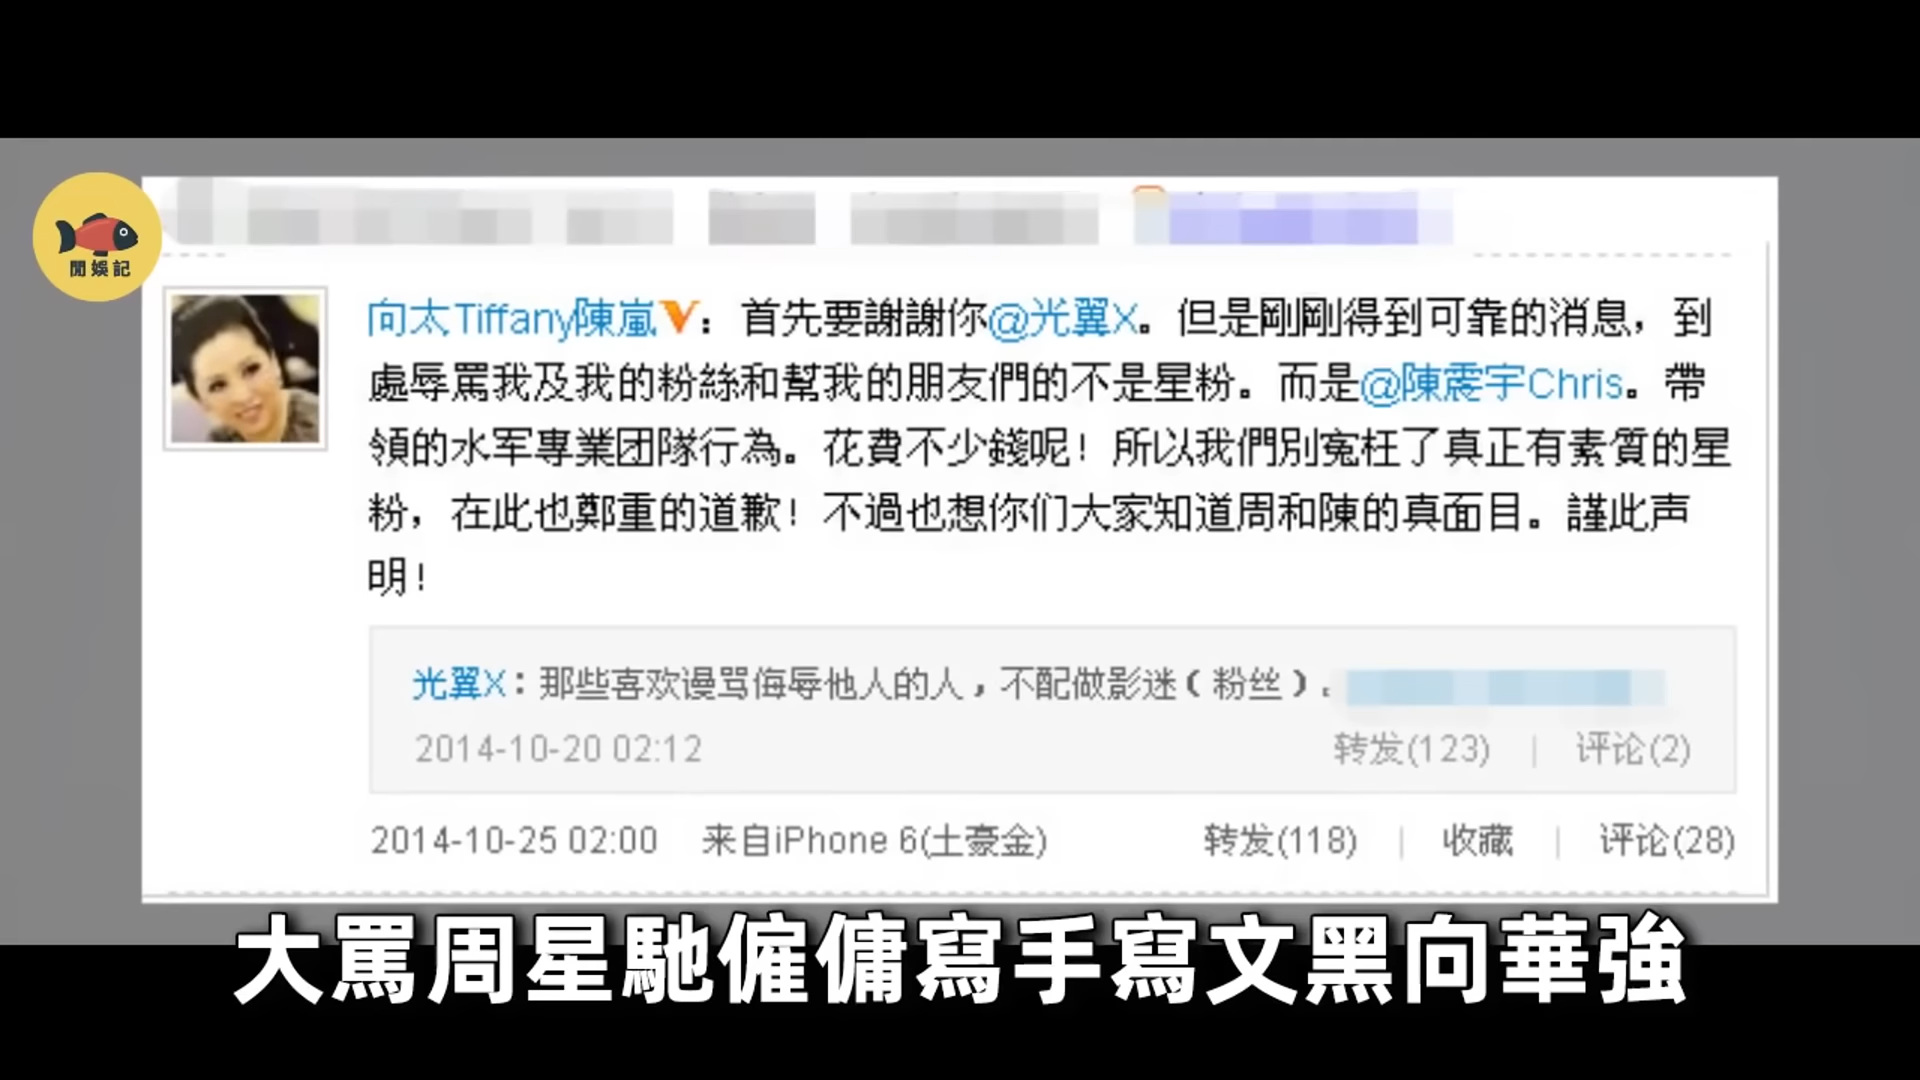 閒娛記
向太Tiffany陳嵐V：首先要謝謝你@光翼X。但是剛剛得到可靠的消息，到
處辱罵我及我的粉絲和幫我的朋友們的不是星粉。而是@陳震宇Chris。帶
領的水军專業团隊行為。花費不少錢呢！所以我們別寃枉了真正有素質的星
粉，在此也鄭重的道歉！不過也想你们大家知道周和陳的真面目。謹此声
明！
光翼X：那些喜欢谩骂侮辱他人的人，不配做影迷（粉丝）。
2014-10-20 02:12 转发(123) | 评论(2)
2014-10-25 02:00 来自iPhone 6(土豪金) 转发(118) | 收藏 | 评论(28)
大罵周星馳僱傭寫手寫文黑向華強